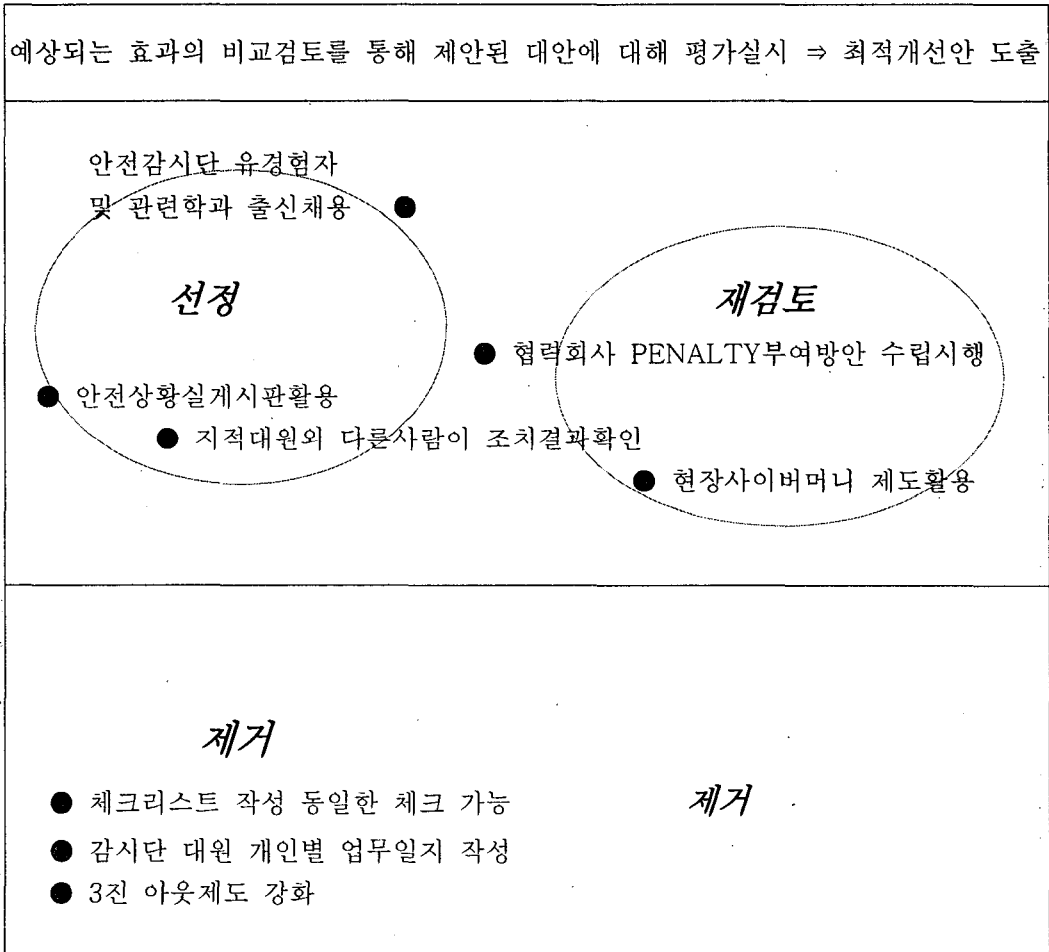 예상되는 효과의 비교검토를 통해 제안된 대안에 대해 평가실시 ⇒ 최적개선안 도출
안전감시단 유경험자
및 관련학과 출신채용 ●
선정
재검토
● 협력회사 PENALTY부여방안 수립시행
● 안전상황실게시판활용
● 지적대원외 다른사람이 조치결과확인
● 현장사이버머니 제도활용
제거
● 체크리스트 작성 동일한 체크 가능
제거
● 감시단 대원 개인별 업무일지 작성
● 3진 아웃제도 강화